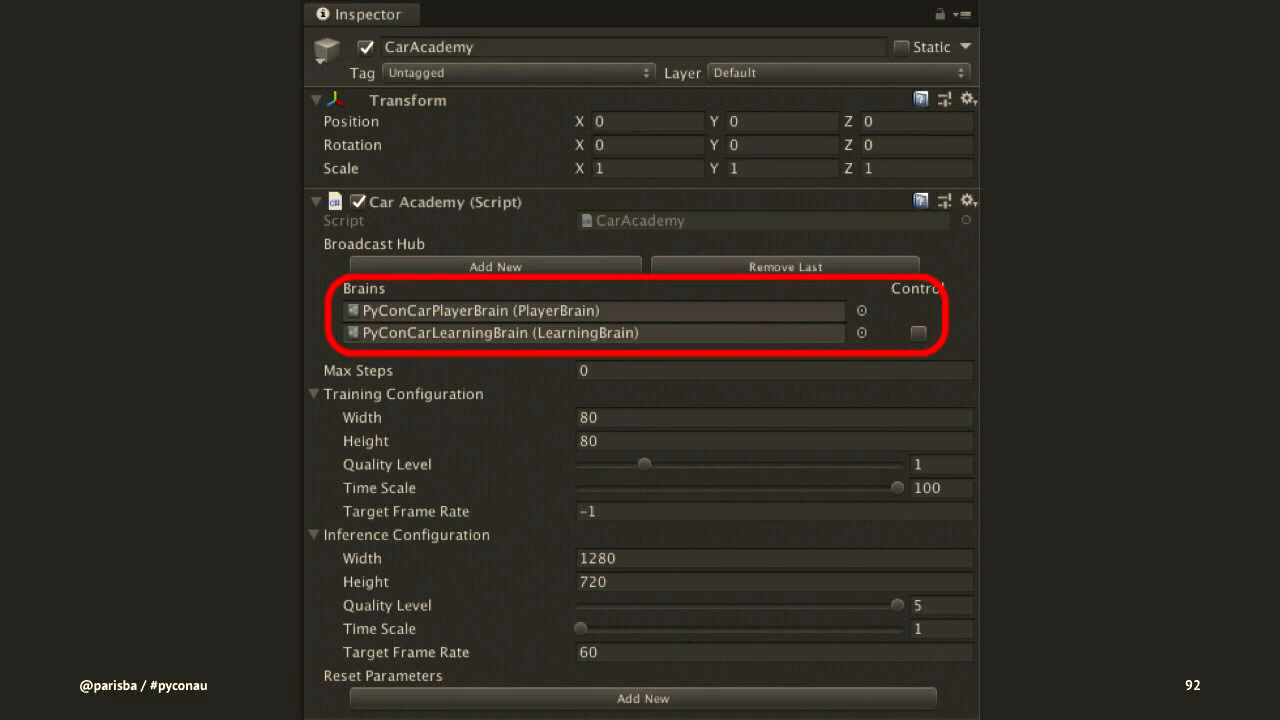 Inspector
CarAcademy Static
Tag Untagged Layer Default
Transform
Position X 0 Y 0 Z 0
Rotation X 0 Y 0 Z 0
Scale X 1 Y 1 Z 1
C# Car Academy (Script)
Script CarAcademy
Broadcast Hub
Add New Remove Last
Brains Control
PyConCarPlayerBrain (PlayerBrain)
PyConCarLearningBrain (LearningBrain)
Max Steps 0
Training Configuration
Width 80
Height 80
Quality Level 1
Time Scale 100
Target Frame Rate -1
Inference Configuration
Width 1280
Height 720
Quality Level 5
Time Scale 1
Target Frame Rate 60
Reset Parameters
Add New
@parisba / #pyconau 92